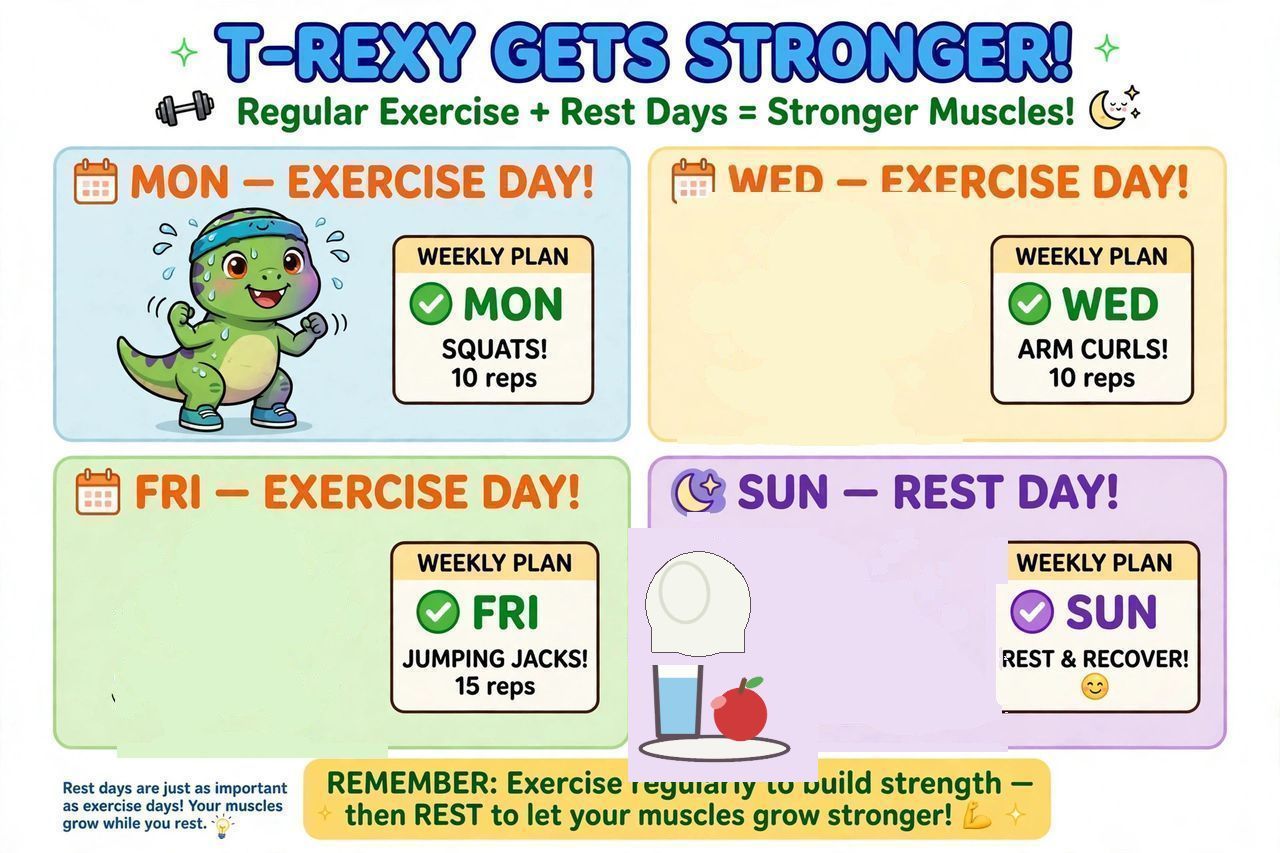 T-REXY GETS STRONGER!
Regular Exercise + Rest Days = Stronger Muscles!
MON – EXERCISE DAY!
WEEKLY PLAN
MON
SQUATS!
10 reps
WED – EXERCISE DAY!
WEEKLY PLAN
WED
ARM CURLS!
10 reps
FRI – EXERCISE DAY!
WEEKLY PLAN
FRI
JUMPING JACKS!
15 reps
SUN – REST DAY!
WEEKLY PLAN
SUN
REST & RECOVER!
Rest days are just as important
as exercise days! Your muscles
grow while you rest.
REMEMBER: Exercise regularly to build strength –
then REST to let your muscles grow stronger!